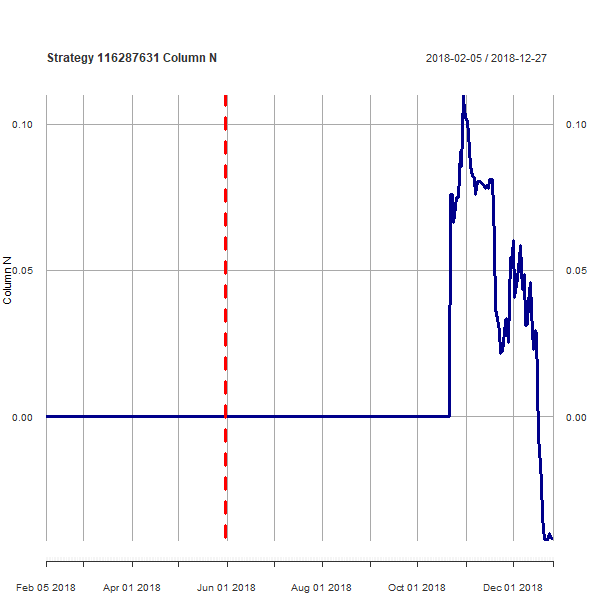 Strategy 116287631 Column N
2018-02-05 / 2018-12-27
0.10
0.10
Column N
0.05
0.05
0.00
0.00
Feb 05 2018
Apr 01 2018
Jun 01 2018
Aug 01 2018
Oct 01 2018
Dec 01 2018